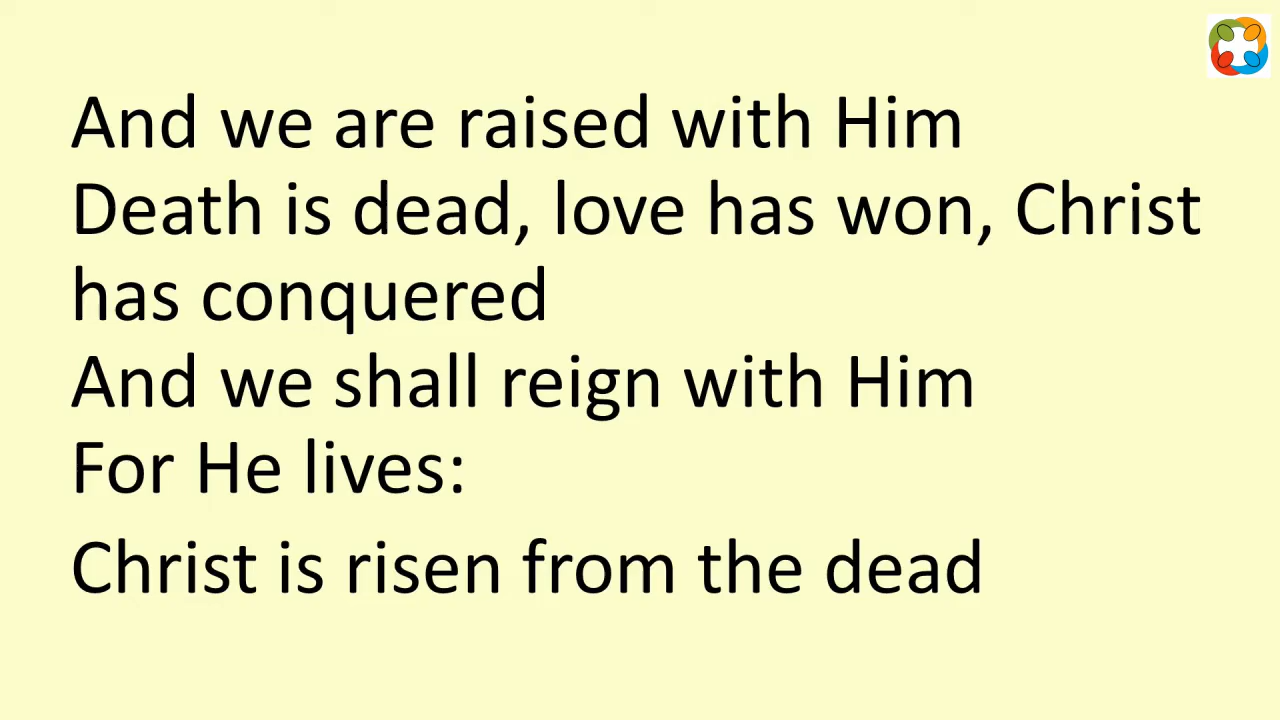 And we are raised with Him
Death is dead, love has won, Christ
has conquered
And we shall reign with Him
For He lives:
Christ is risen from the dead